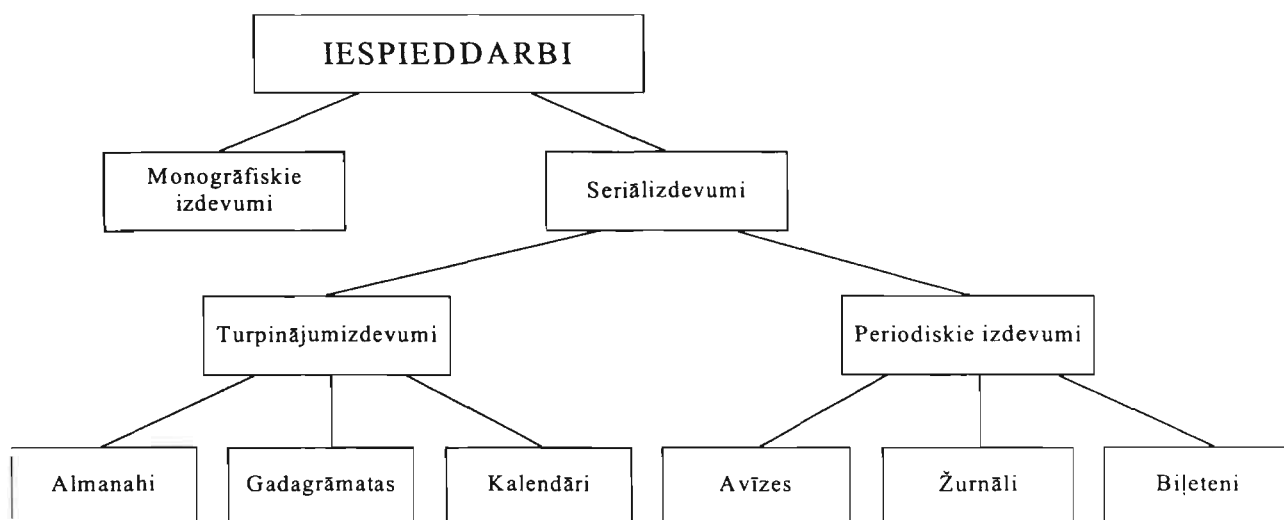 IESPIEDDARBI
Monogrāfiskie
izdevumi
Seriālizdevumi
Turpinājumizdevumi
Periodiskie izdevumi
Almanahi
Gadagrāmatas
Kalendāri
Avīzes
Žurnāli
Biļeteni